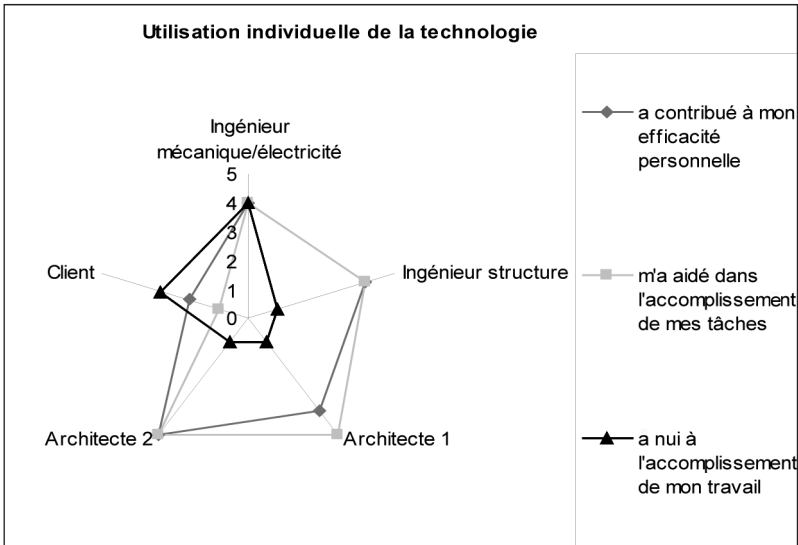 Utilisation individuelle de la technologie
Ingénieur
mécanique/électricité
5
4
3
2
1
0
Client
Ingénieur structure
Architecte 2
Architecte 1
a contribué à mon
efficacité
personnelle
m'a aidé dans
l'accomplissement
de mes tâches
a nui à
l'accomplissement
de mon travail